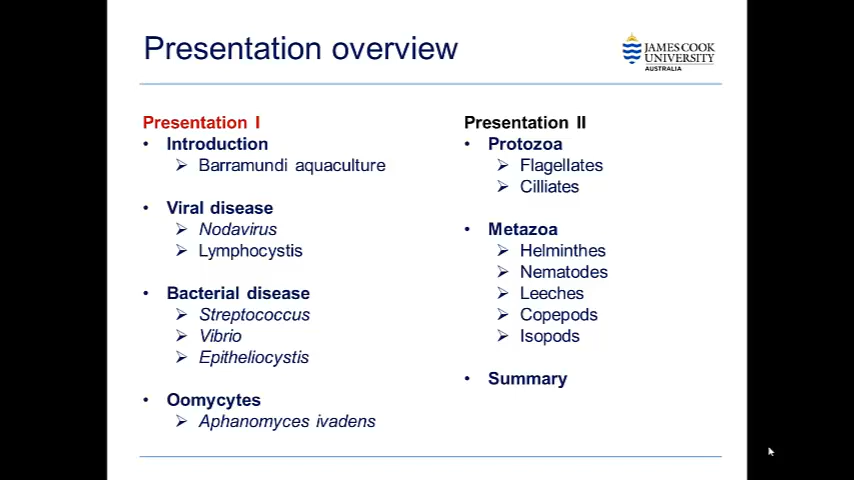 Presentation overview
JAMES COOK
UNIVERSITY
AUSTRALIA
Presentation I
• Introduction
➢ Barramundi aquaculture
• Viral disease
➢ Nodavirus
➢ Lymphocystis
• Bacterial disease
➢ Streptococcus
➢ Vibrio
➢ Epitheliocystis
• Oomycytes
➢ Aphanomyces ivadens
Presentation II
• Protozoa
➢ Flagellates
➢ Cilliates
• Metazoa
➢ Helminthes
➢ Nematodes
➢ Leeches
➢ Copepods
➢ Isopods
• Summary